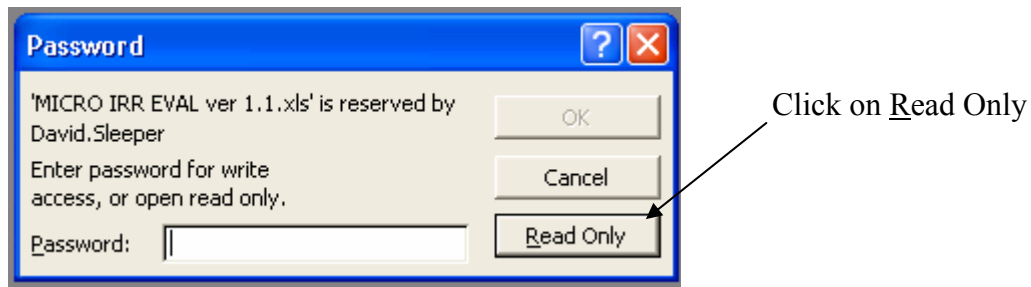 Password
'MICRO IRR EVAL ver 1.1.xls' is reserved by
David.Sleeper
Enter password for write
access, or open read only.
Password:
?
OK
Cancel
Read Only
Click on Read Only